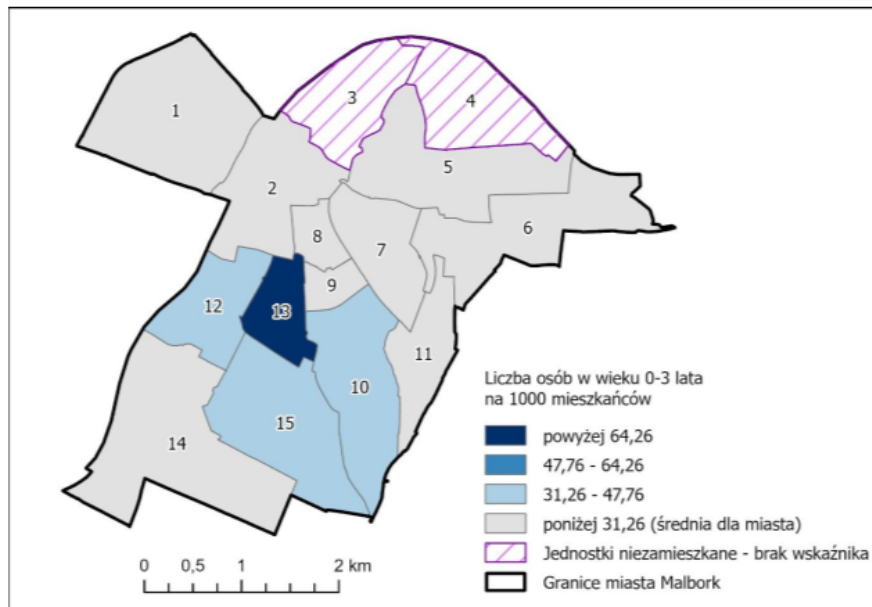 1
3
4
5
2
6
8
7
9
12
13
11
10
15
14
Liczba osób w wieku 0-3 lata
na 1000 mieszkańców
powyżej 64,26
47,76 - 64,26
31,26 - 47,76
poniżej 31,26 (średnia dla miasta)
Jednostki niezamieszkane - brak wskaźnika
Granice miasta Malbork
0 0,5 1 2 km